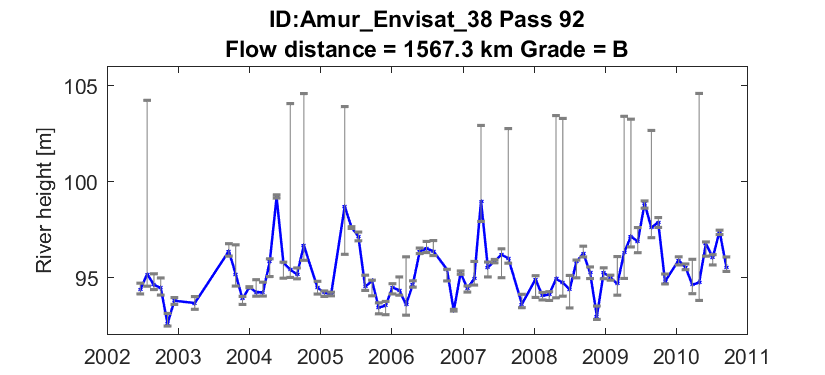 ID:Amur_Envisat_38 Pass 92
Flow distance = 1567.3 km Grade = B
River height [m]
105
100
95
2002 2003 2004 2005 2006 2007 2008 2009 2010 2011